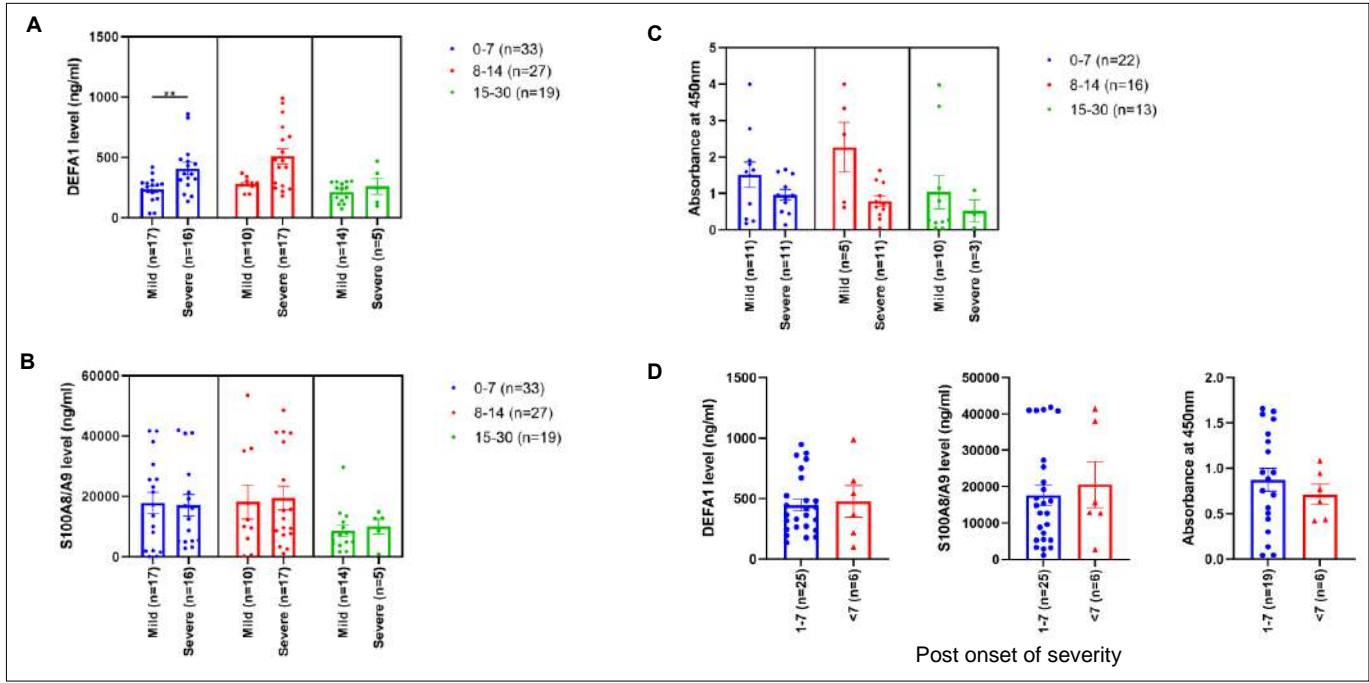 A
DEFA1 level (ng/ml)
1500
1000
500
0
**
Mild (n=17)
Severe (n=16)
Mild (n=10)
Severe (n=17)
Mild (n=14)
Severe (n=5)
0-7 (n=33)
8-14 (n=27)
15-30 (n=19)
C
Absorbance at 450nm
5
4
3
2
1
0
Mild (n=11)
Severe (n=11)
Mild (n=5)
Severe (n=11)
Mild (n=10)
Severe (n=3)
0-7 (n=22)
8-14 (n=16)
15-30 (n=13)
B
S100A8/A9 level (ng/ml)
60000
40000
20000
0
Mild (n=17)
Severe (n=16)
Mild (n=10)
Severe (n=17)
Mild (n=14)
Severe (n=5)
0-7 (n=33)
8-14 (n=27)
15-30 (n=19)
D
DEFA1 level (ng/ml)
1500
1000
500
0
1-7 (n=25)
<7 (n=6)
S100A8/A9 level (ng/ml)
50000
40000
30000
20000
10000
0
1-7 (n=25)
<7 (n=6)
Absorbance at 450nm
2.0
1.5
1.0
0.5
0.0
1-7 (n=19)
<7 (n=6)
Post onset of severity